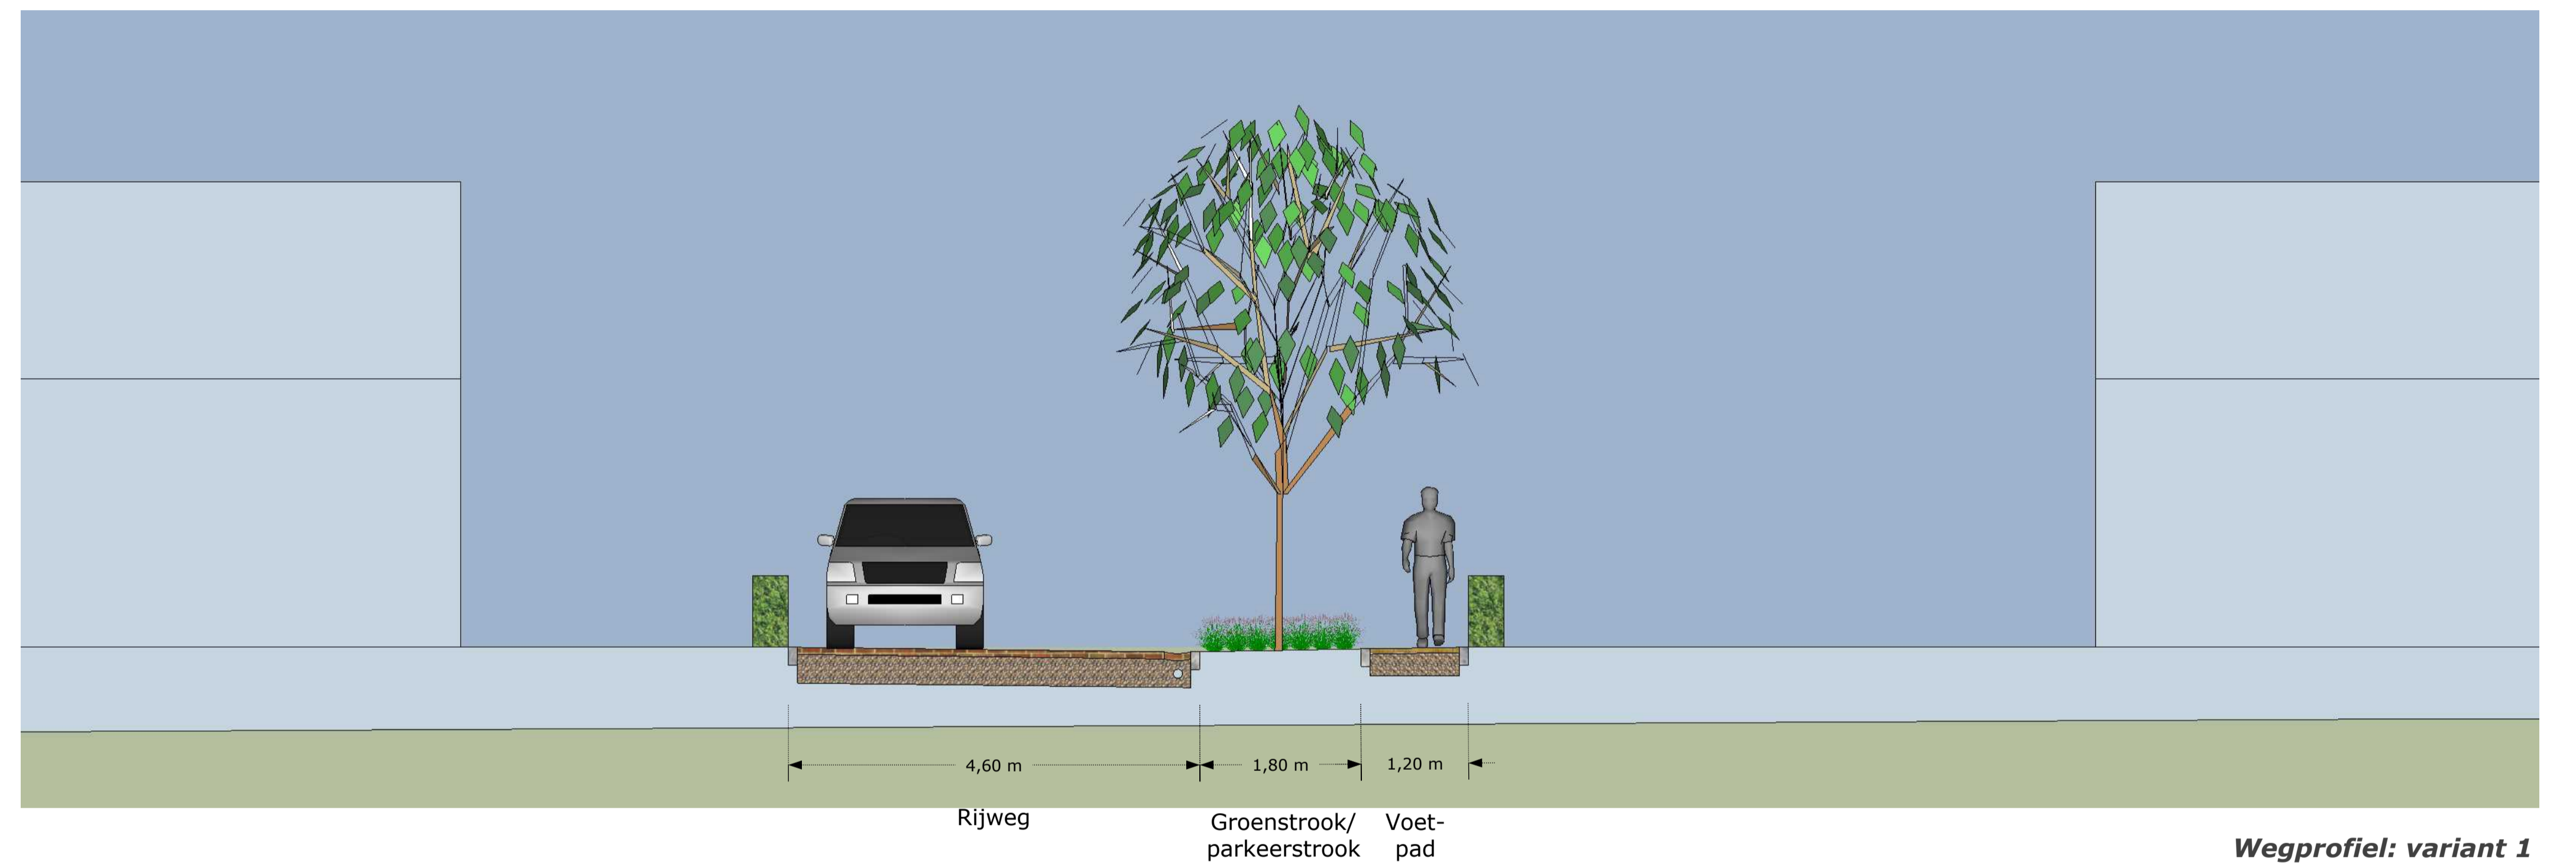 4,60 m
1,80 m
1,20 m
Rijweg
Groenstrook/
parkeerstrook
Voet-
pad
Wegprofiel: variant 1